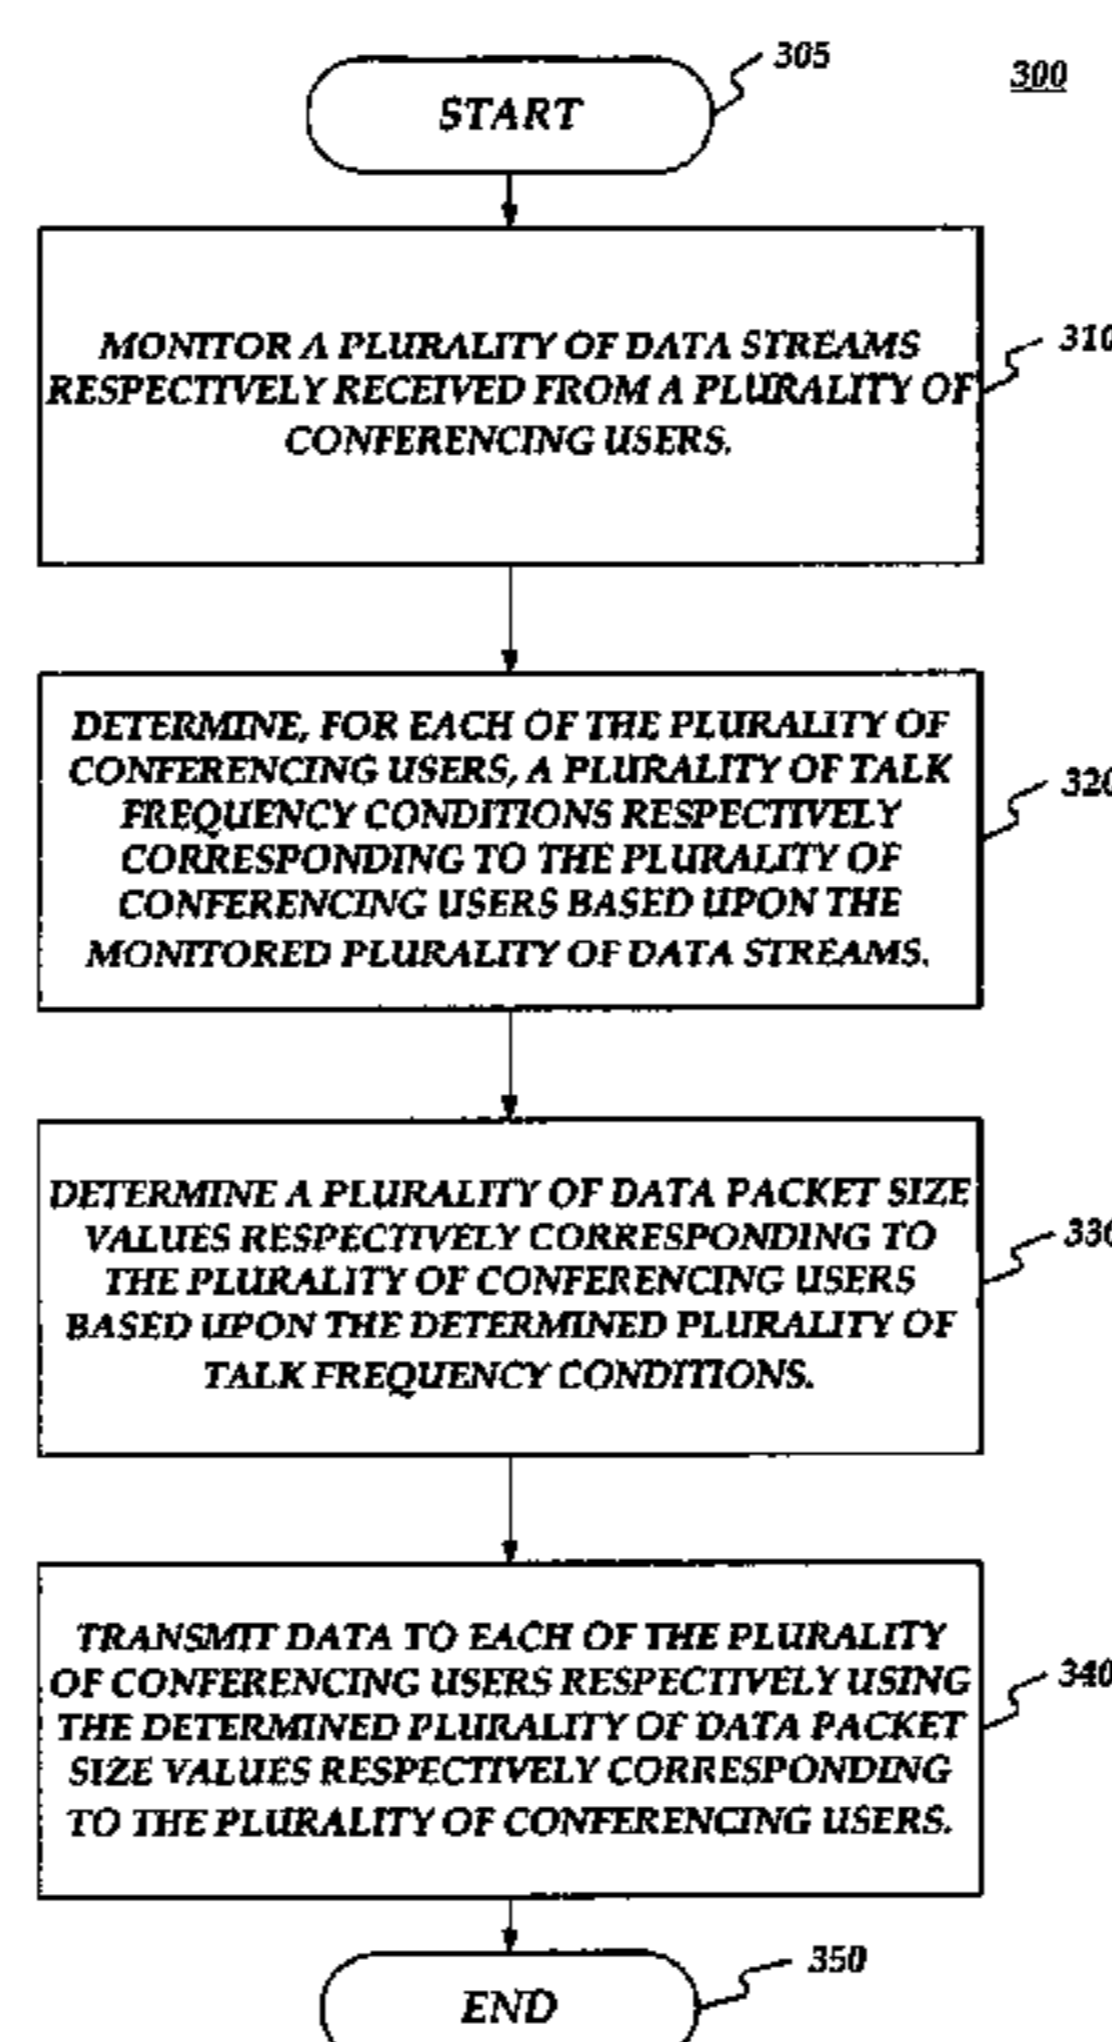 305
300
START
310
MONITOR A PLURALITY OF DATA STREAMS
RESPECTIVELY RECEIVED FROM A PLURALITY OF
CONFERENCING USERS.
320
DETERMINE, FOR EACH OF THE PLURALITY OF
CONFERENCING USERS, A PLURALITY OF TALK
FREQUENCY CONDITIONS RESPECTIVELY
CORRESPONDING TO THE PLURALITY OF
CONFERENCING USERS BASED UPON THE
MONITORED PLURALITY OF DATA STREAMS.
330
DETERMINE A PLURALITY OF DATA PACKET SIZE
VALUES RESPECTIVELY CORRESPONDING TO
THE PLURALITY OF CONFERENCING USERS
BASED UPON THE DETERMINED PLURALITY OF
TALK FREQUENCY CONDITIONS.
340
TRANSMIT DATA TO EACH OF THE PLURALITY
OF CONFERENCING USERS RESPECTIVELY USING
THE DETERMINED PLURALITY OF DATA PACKET
SIZE VALUES RESPECTIVELY CORRESPONDING
TO THE PLURALITY OF CONFERENCING USERS.
350
END